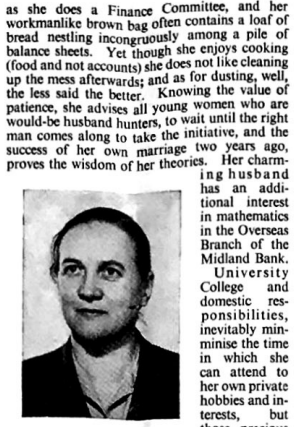 as she does a Finance Committee, and her
workmanlike brown bag often contains a loaf of
bread nestling incongruously among a pile of
balance sheets. Yet though she enjoys cooking
(food and not accounts) she does not like cleaning
up the mess afterwards; and as for dusting, well,
the less said the better. Knowing the value of
patience, she advises all young women who are
would-be husband hunters, to wait until the right
man comes along to take the initiative, and the
success of her own marriage two years ago,
proves the wisdom of her theories. Her charm-
ing husband
has an addi-
tional interest
in mathematics
in the Overseas
Branch of the
Midland Bank.
University
College and
domestic res-
ponsibilities,
inevitably min-
minise the time
in which she
can attend to
her own private
hobbies and in-
terests, but